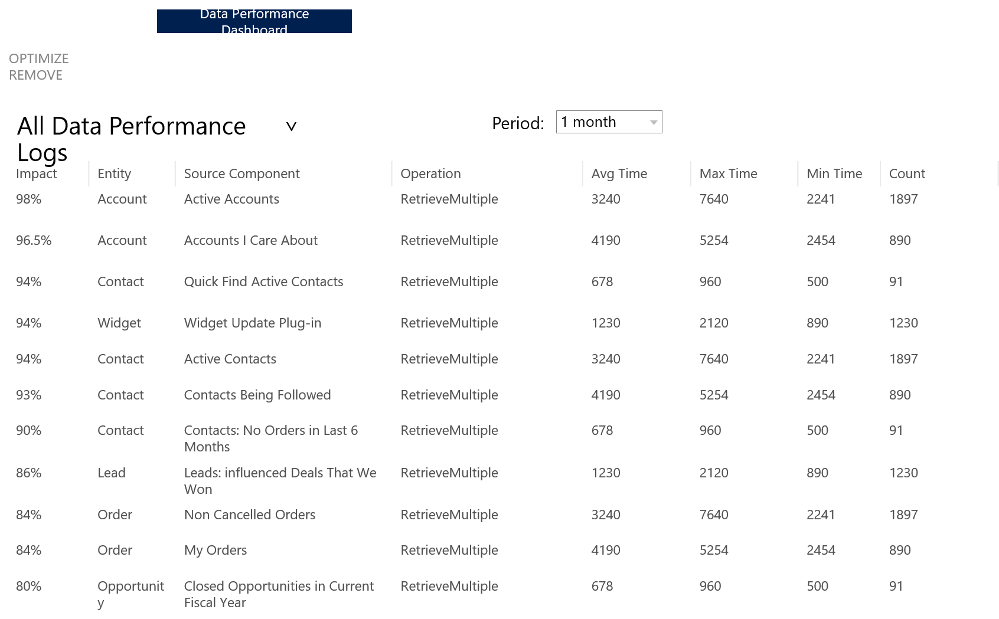 Data Performance
Dashboard
OPTIMIZE
REMOVE
All Data Performance
Logs
Period: 1 month
Impact Entity Source Component Operation Avg Time Max Time Min Time Count
98% Account Active Accounts RetrieveMultiple 3240 7640 2241 1897
96.5% Account Accounts I Care About RetrieveMultiple 4190 5254 2454 890
94% Contact Quick Find Active Contacts RetrieveMultiple 678 960 500 91
94% Widget Widget Update Plug-in RetrieveMultiple 1230 2120 890 1230
94% Contact Active Contacts RetrieveMultiple 3240 7640 2241 1897
93% Contact Contacts Being Followed RetrieveMultiple 4190 5254 2454 890
90% Contact Contacts: No Orders in Last 6 RetrieveMultiple 678 960 500 91
Months
86% Lead Leads: influenced Deals That We RetrieveMultiple 1230 2120 890 1230
Won
84% Order Non Cancelled Orders RetrieveMultiple 3240 7640 2241 1897
84% Order My Orders RetrieveMultiple 4190 5254 2454 890
80% Opportunit Closed Opportunities in Current RetrieveMultiple 678 960 500 91
y Fiscal Year